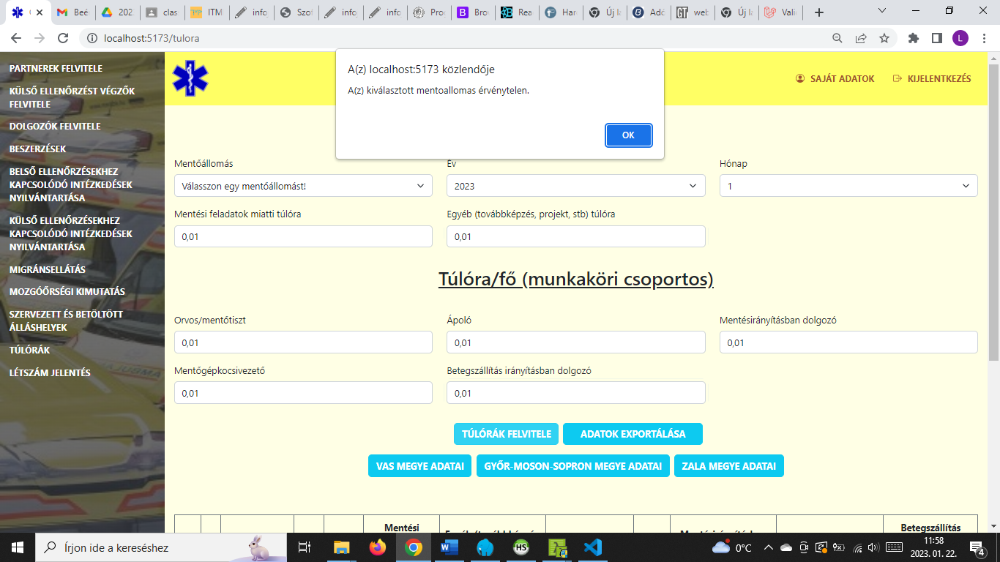 Beé
202
clas
ITM
info
Szof
info
info
Pro
Bro
Rea
Har
Új la
Adó
web
Új la
Vali
localhost:5173/tulora
L
A(z) localhost:5173 közlendője
A(z) kiválasztott mentoallomas érvénytelen.
OK
PARTNEREK FELVITELE
KÜLSŐ ELLENŐRZÉST VÉGZŐK
FELVITELE
DOLGOZÓK FELVITELE
BESZERZÉSEK
BELSŐ ELLENŐRZÉSEKHEZ
KAPCSOLÓDÓ INTÉZKEDÉSEK
NYILVÁNTARTÁSA
KÜLSŐ ELLENŐRZÉSEKHEZ
KAPCSOLÓDÓ INTÉZKEDÉSEK
NYILVÁNTARTÁSA
MIGRÁNSELLÁTÁS
MOZGÓŐRSÉGI KIMUTATÁS
SZERVEZETT ÉS BETÖLTÖTT
ÁLLÁSHELYEK
TÚLÓRÁK
LÉTSZÁM JELENTÉS
SAJÁT ADATOK
KIJELENTKEZÉS
Mentőállomás
Év
Hónap
Válasszon egy mentőállomást!
2023
1
Mentési feladatok miatti túlóra
Egyéb (továbbképzés, projekt, stb) túlóra
0,01
0,01
Túlóra/fő (munkaköri csoportos)
Orvos/mentőtiszt
Ápoló
Mentésirányításban dolgozó
0,01
0,01
0,01
Mentőgépkocsivezető
Betegszállítás irányításban dolgozó
0,01
0,01
TÚLÓRÁK FELVITELE
ADATOK EXPORTÁLÁSA
VAS MEGYE ADATAI
GYŐR-MOSON-SOPRON MEGYE ADATAI
ZALA MEGYE ADATAI
Mentési
Betegszállítás
Írjon ide a kereséshez
HS
0°C
11:58
2023. 01. 22.
4